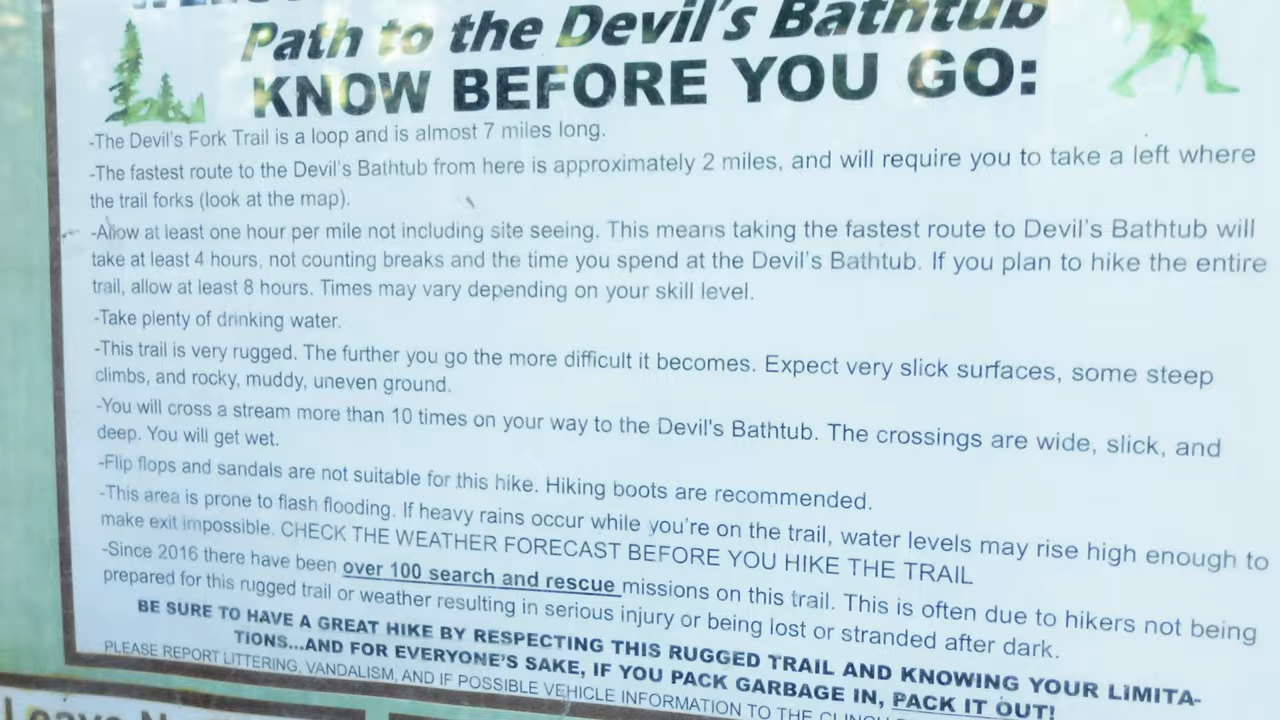 Path to the Devil's Bathtub
KNOW BEFORE YOU GO:
-The Devil's Fork Trail is a loop and is almost 7 miles long.
-The fastest route to the Devil's Bathtub from here is approximately 2 miles, and will require you to take a left where
the trail forks (look at the map).
-Allow at least one hour per mile not including site seeing. This means taking the fastest route to Devil's Bathtub will
take at least 4 hours, not counting breaks and the time you spend at the Devil's Bathtub. If you plan to hike the entire
trail, allow at least 8 hours. Times may vary depending on your skill level.
-Take plenty of drinking water.
-This trail is very rugged. The further you go the more difficult it becomes. Expect very slick surfaces, some steep
climbs, and rocky, muddy, uneven ground.
-You will cross a stream more than 10 times on your way to the Devil's Bathtub. The crossings are wide, slick, and
deep. You will get wet.
-Flip flops and sandals are not suitable for this hike. Hiking boots are recommended.
-This area is prone to flash flooding. If heavy rains occur while you're on the trail, water levels may rise high enough to
make exit impossible. CHECK THE WEATHER FORECAST BEFORE YOU HIKE THE TRAIL
-Since 2016 there have been over 100 search and rescue missions on this trail. This is often due to hikers not being
prepared for this rugged trail or weather resulting in serious injury or being lost or stranded after dark.
BE SURE TO HAVE A GREAT HIKE BY RESPECTING THIS RUGGED TRAIL AND KNOWING YOUR LIMITA-
TIONS...AND FOR EVERYONE'S SAKE, IF YOU PACK GARBAGE IN, PACK IT OUT!
PLEASE REPORT LITTERING, VANDALISM, AND IF POSSIBLE VEHICLE INFORMATION TO THE
Leave